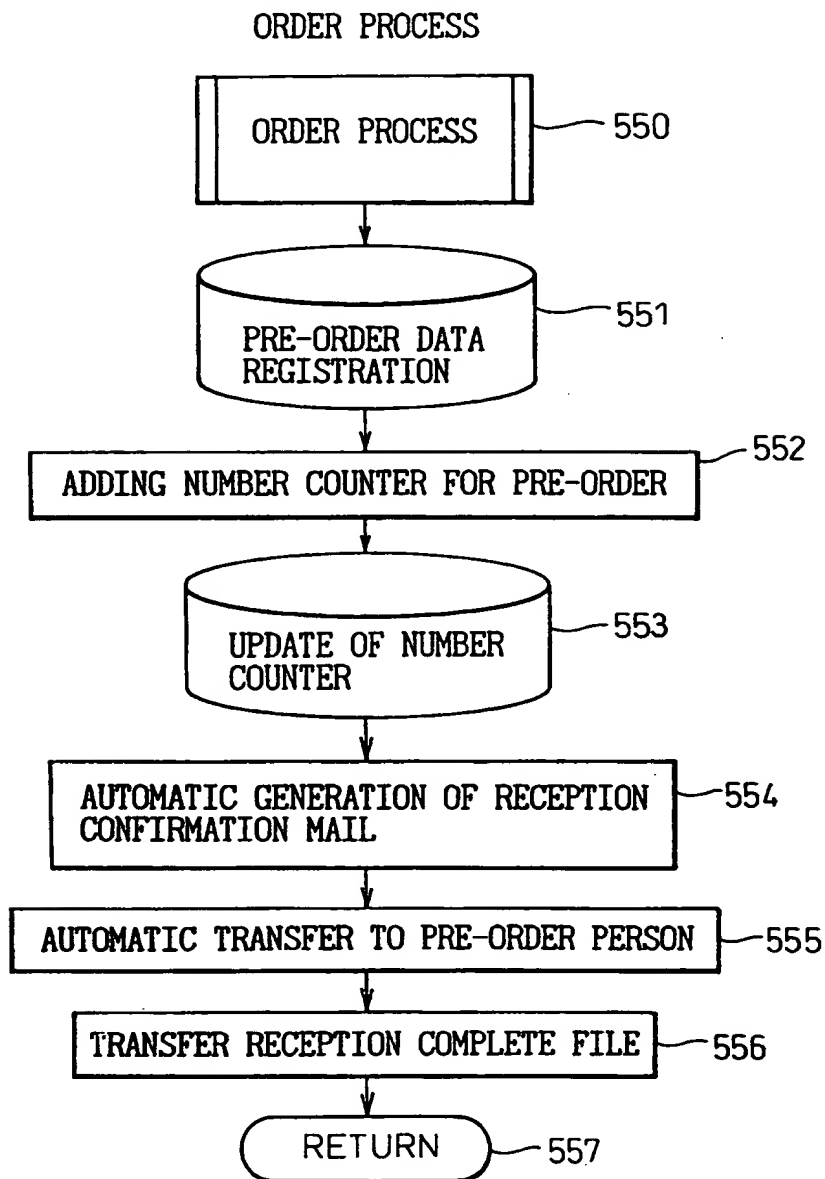 ORDER PROCESS
ORDER PROCESS
550
PRE-ORDER DATA
REGISTRATION
551
ADDING NUMBER COUNTER FOR PRE-ORDER
552
UPDATE OF NUMBER
COUNTER
553
AUTOMATIC GENERATION OF RECEPTION
CONFIRMATION MAIL
554
AUTOMATIC TRANSFER TO PRE-ORDER PERSON
555
TRANSFER RECEPTION COMPLETE FILE
556
RETURN
557